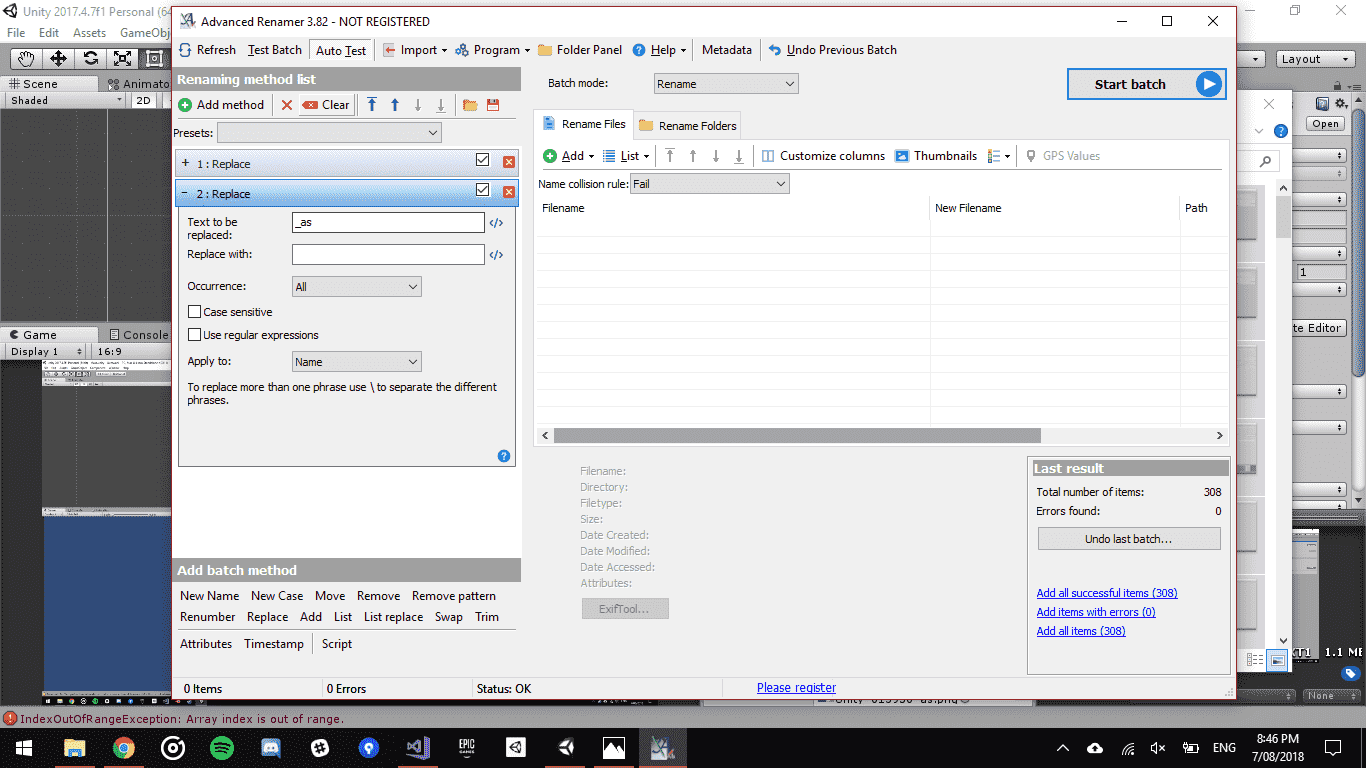 Unity 2017.4.7f1 Personal (64
Advanced Renamer 3.82 - NOT REGISTERED
File Edit Assets GameObj
Refresh Test Batch Auto Test Import Program Folder Panel Help Metadata Undo Previous Batch
Layout
Scene Animato
Shaded 2D
Renaming method list
Add method Clear
Presets:
1 : Replace
2 : Replace
Text to be replaced: _as
Replace with:
Occurrence: All
Case sensitive
Use regular expressions
Apply to: Name
To replace more than one phrase use \ to separate the different
phrases.
Add batch method
New Name New Case Move Remove Remove pattern
Renumber Replace Add List List replace Swap Trim
Attributes Timestamp Script
Batch mode: Rename
Start batch
Rename Files Rename Folders
Add List Customize columns Thumbnails GPS Values
Name collision rule: Fail
Filename New Filename Path
Filename:
Directory:
Filetype:
Size:
Date Created:
Date Modified:
Date Accessed:
Attributes:
ExifTool...
Last result
Total number of items: 308
Errors found: 0
Undo last batch...
Add all successful items (308)
Add items with errors (0)
Add all items (308)
0 Items 0 Errors Status: OK Please register
Game Console
Display 1 16:9
Open
1
te Editor
1.1 ME
None
IndexOutOfRangeException: Array index is out of range.
EPIC
GAMES
ENG
8:46 PM
7/08/2018